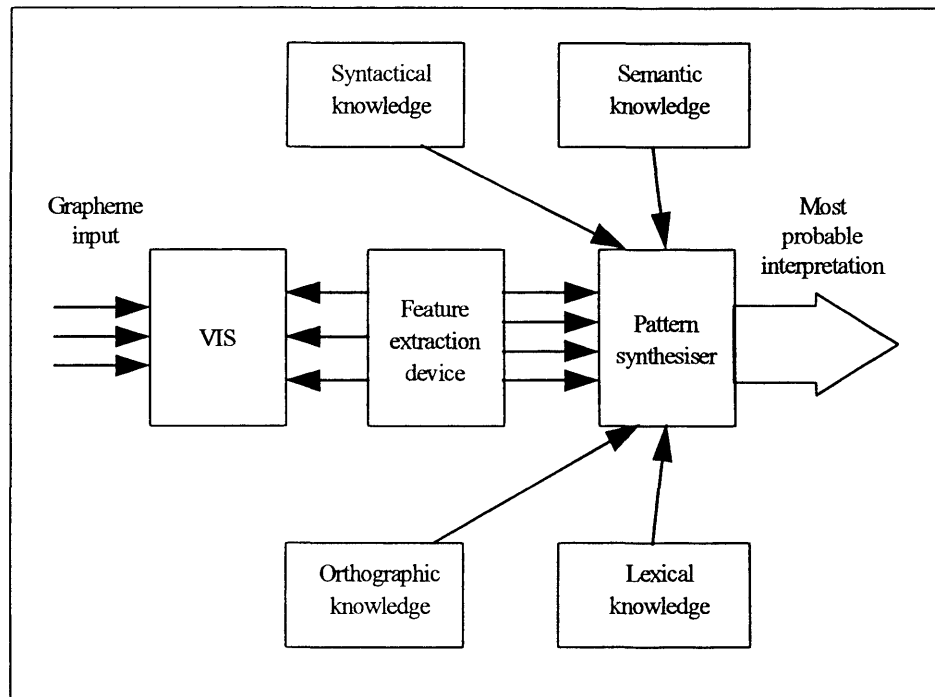 Syntactical
knowledge
Semantic
knowledge
Grapheme
input
VIS
Feature
extraction
device
Pattern
synthesiser
Most
probable
interpretation
Orthographic
knowledge
Lexical
knowledge